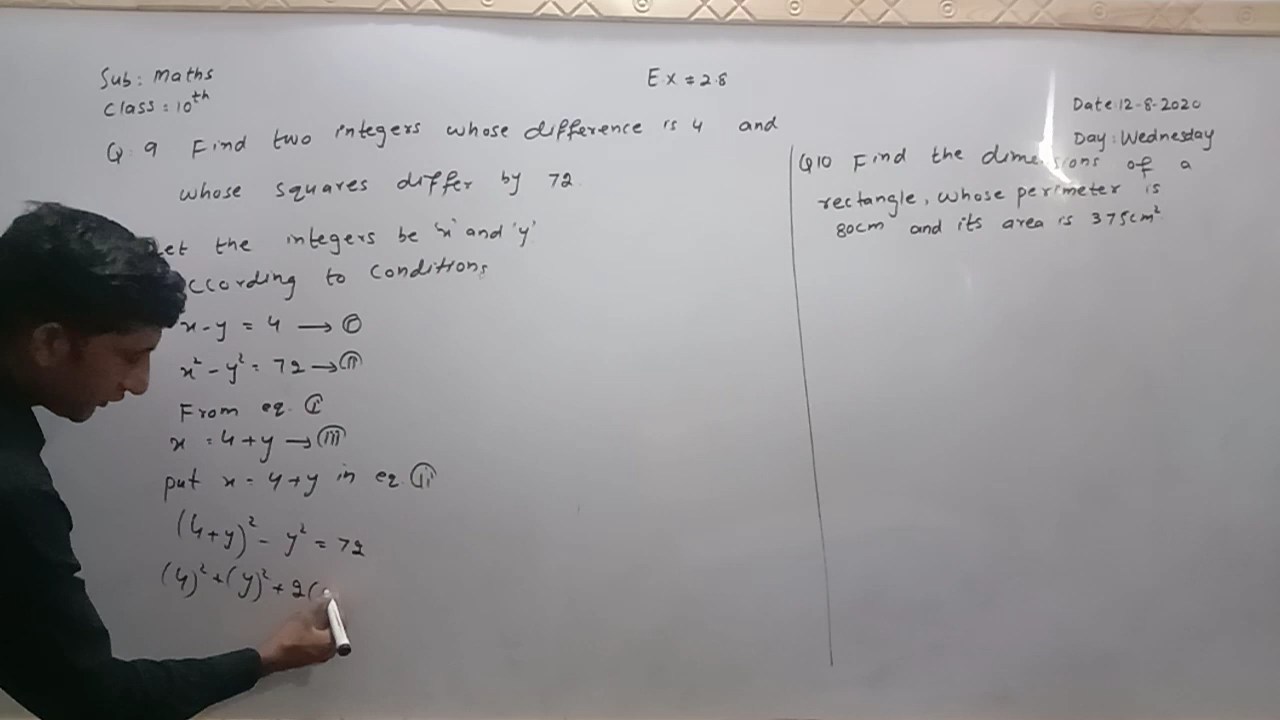 Sub: Maths
Class: 10th
Ex = 2.8
Date: 12-8-2020
Day: Wednesday
Q. 9 Find two integers whose difference is 4 and
whose squares differ by 72
et the integers be 'x' and 'y'
ccording to conditions
x - y = 4 → Ⓘ
x² - y² = 72 → Ⓘⓘ
From eq. Ⓘ
x = 4 + y → (III)
put x = 4 + y in eq. (ii)
(4 + y)² - y² = 72
(4)² + (y)² + 2(
Q10 Find the dimensions of a
rectangle, whose perimeter is
80cm and its area is 375cm²